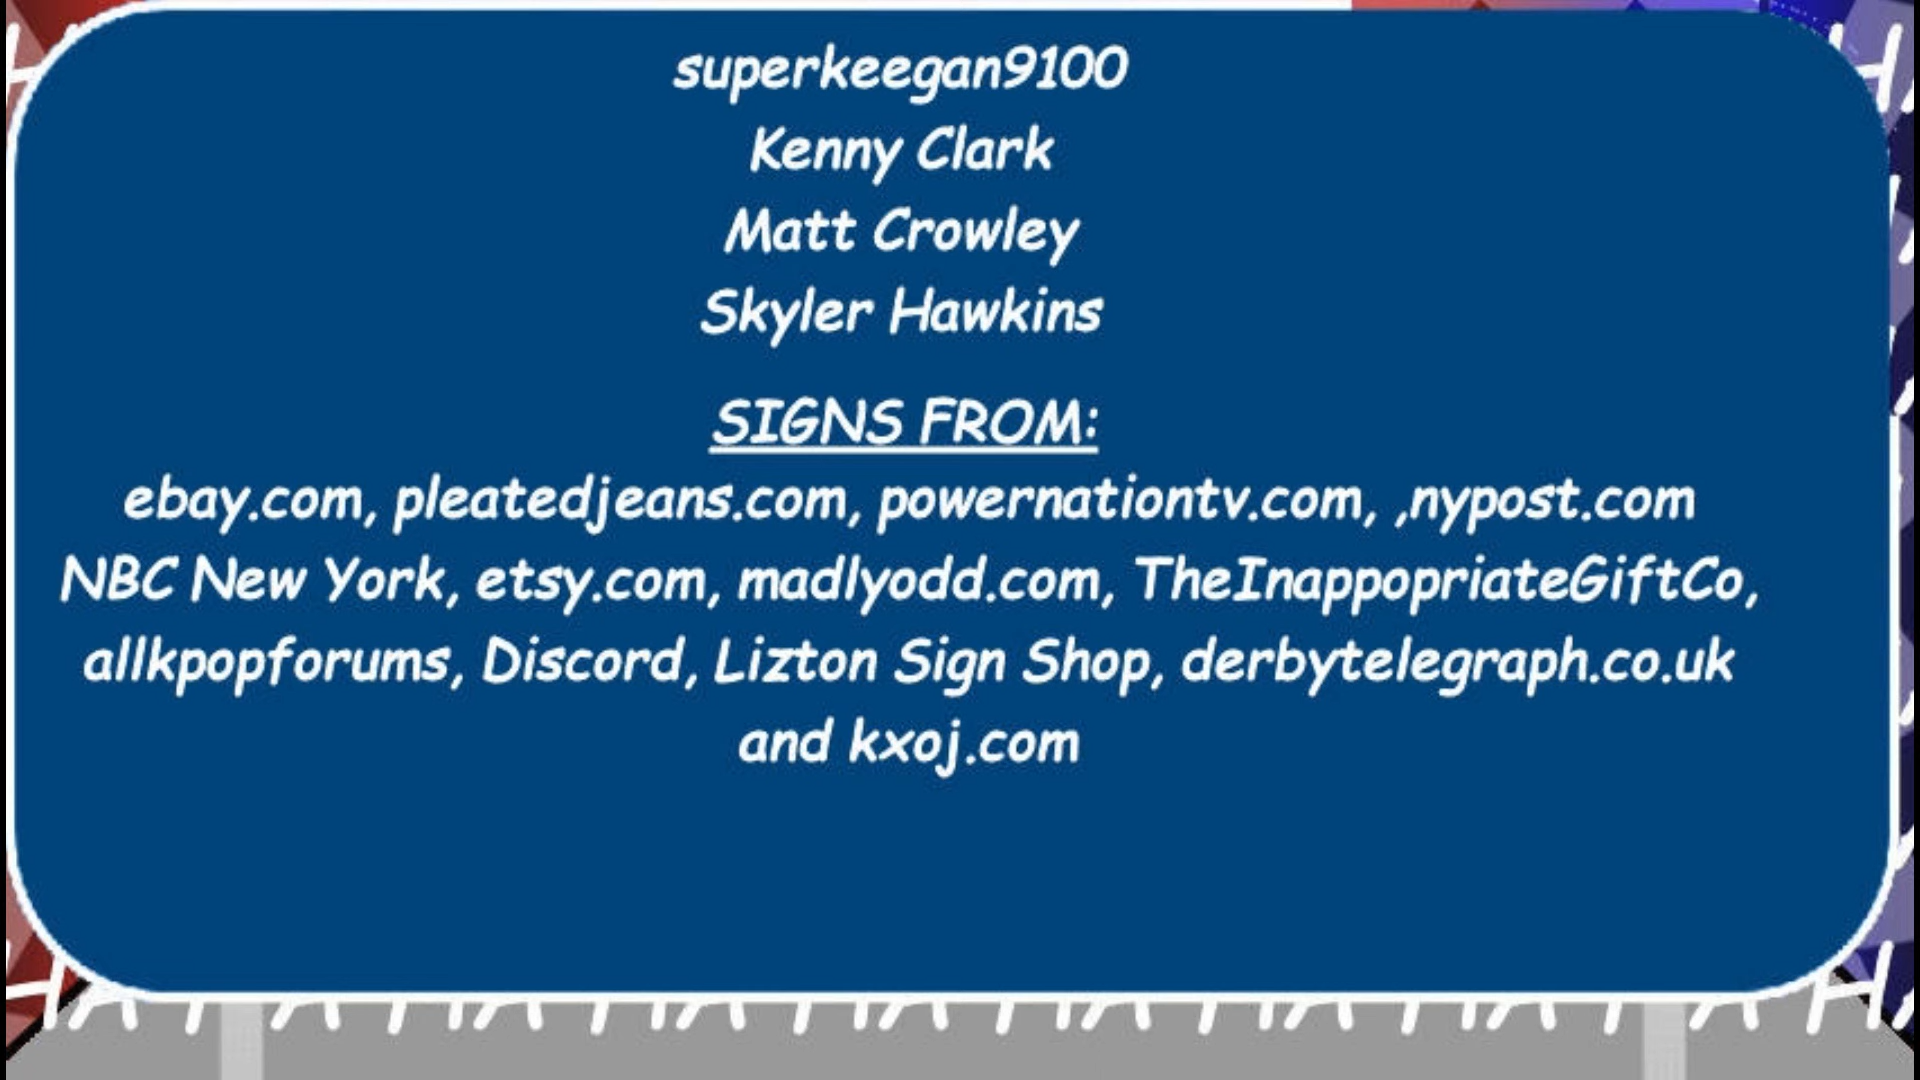 superkeegan9100
Kenny Clark
Matt Crowley
Skyler Hawkins
SIGNS FROM:
ebay.com, pleatedjeans.com, powernationtv.com, ,nypost.com
NBC New York, etsy.com, madlyodd.com, TheInappopriateGiftCo,
allkpopforums, Discord, Lizton Sign Shop, derbytelegraph.co.uk
and kxoj.com